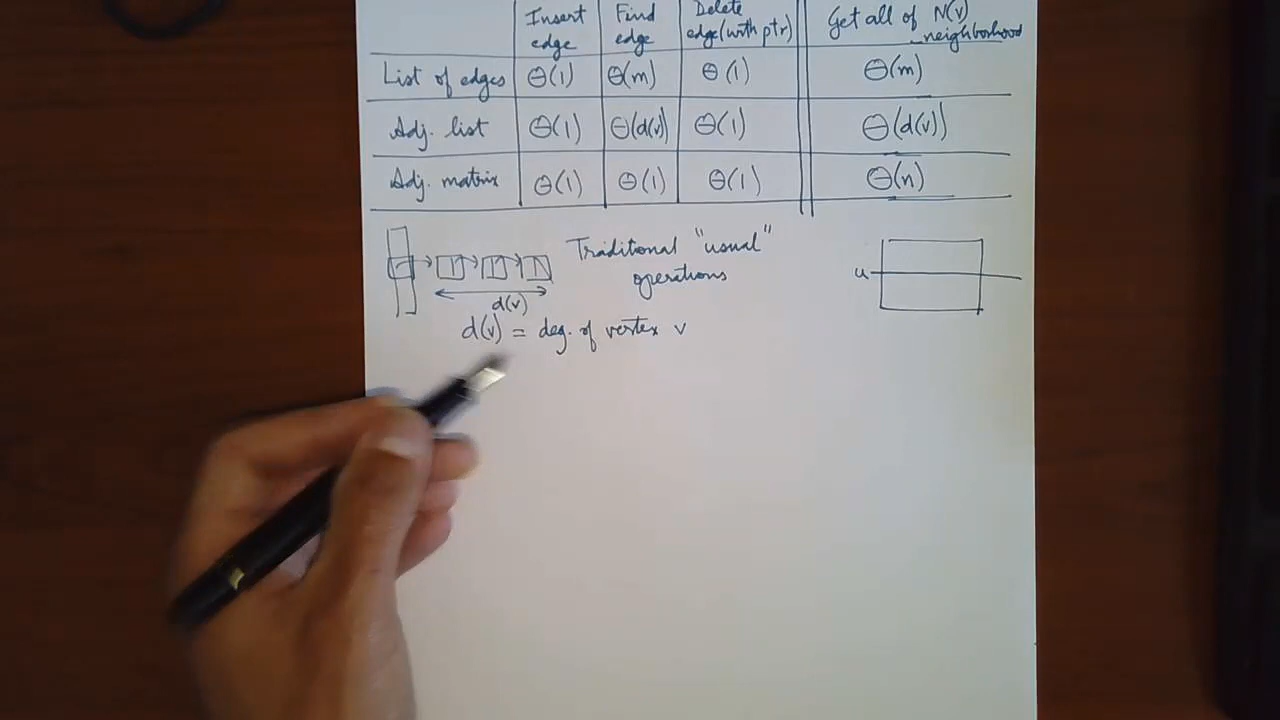 Insert edge | Find edge | Delete edge (with ptr) | Get all of N(v) neighborhood
List of edges | Θ(1) | Θ(m) | Θ(1) | Θ(m)
Adj. list | Θ(1) | Θ(d(v)) | Θ(1) | Θ(d(v))
Adj. matrix | Θ(1) | Θ(1) | Θ(1) | Θ(n)
Traditional "usual"
operations
u
d(v)
d(v) = deg. of vertex v